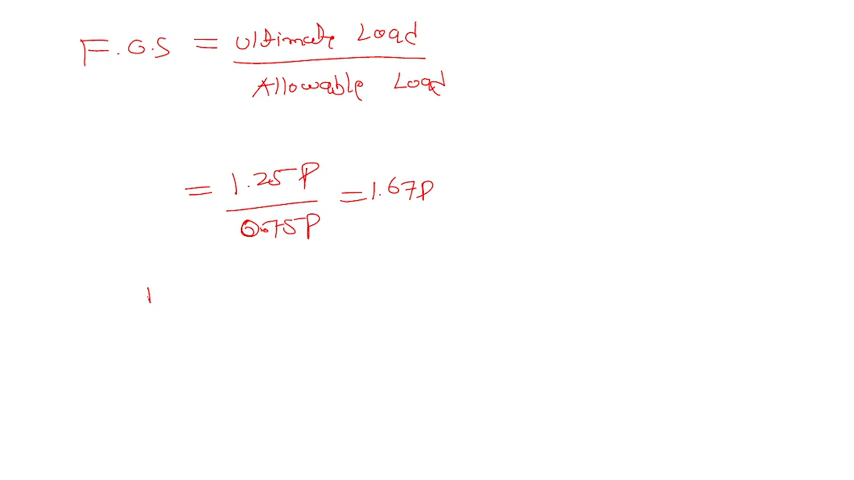 F.O.S = Ultimate Load
Allowable Load
= 1.25P = 1.67P
0.75P